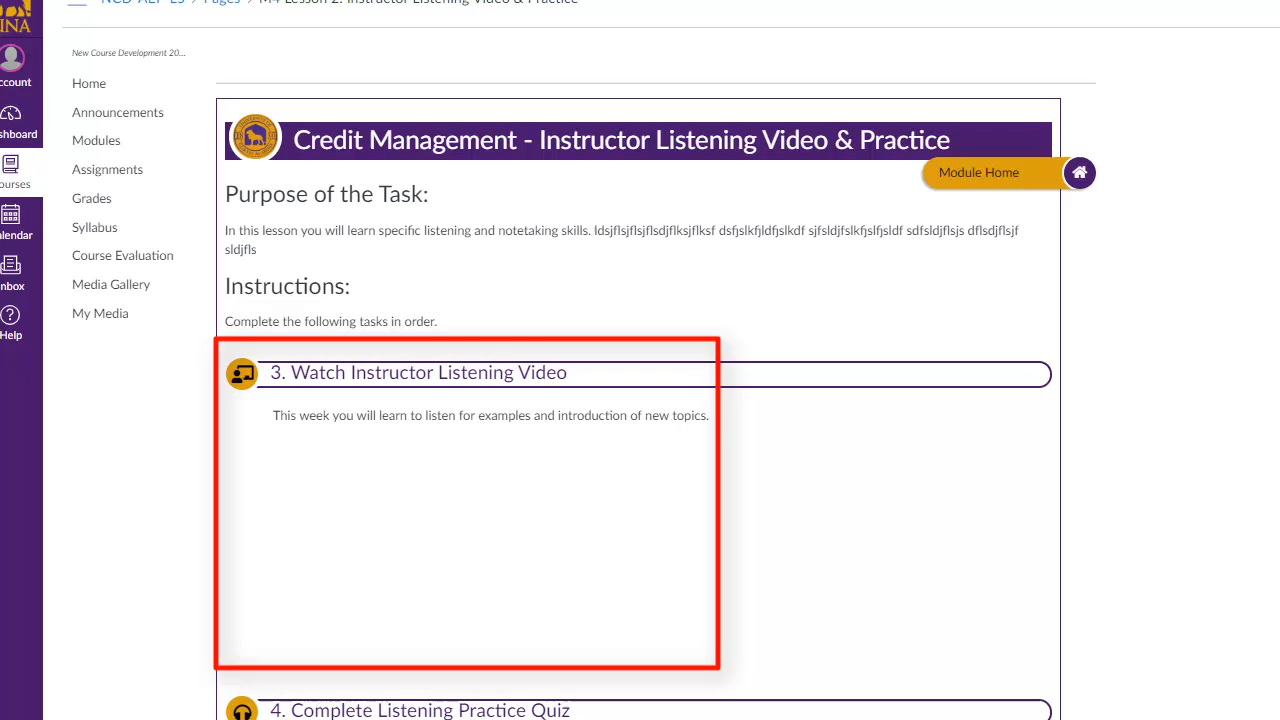 INA
NCD-ALP-ES > Pages > M4 Lesson 2: Instructor Listening Video & Practice
New Course Development 20...
ccount
shboard
ourses
lendar
nbox
Help
Home
Announcements
Modules
Assignments
Grades
Syllabus
Course Evaluation
Media Gallery
My Media
Credit Management - Instructor Listening Video & Practice
Module Home
Purpose of the Task:
In this lesson you will learn specific listening and notetaking skills. ldsjflsjflsjflsdjflksjflksf dsfjslkfjldfjslkdf sjfsldjfslkfjslfjsldf sdfsldjflsjs dflsdjflsjf
sldjfls
Instructions:
Complete the following tasks in order.
3. Watch Instructor Listening Video
This week you will learn to listen for examples and introduction of new topics.
4. Complete Listening Practice Quiz